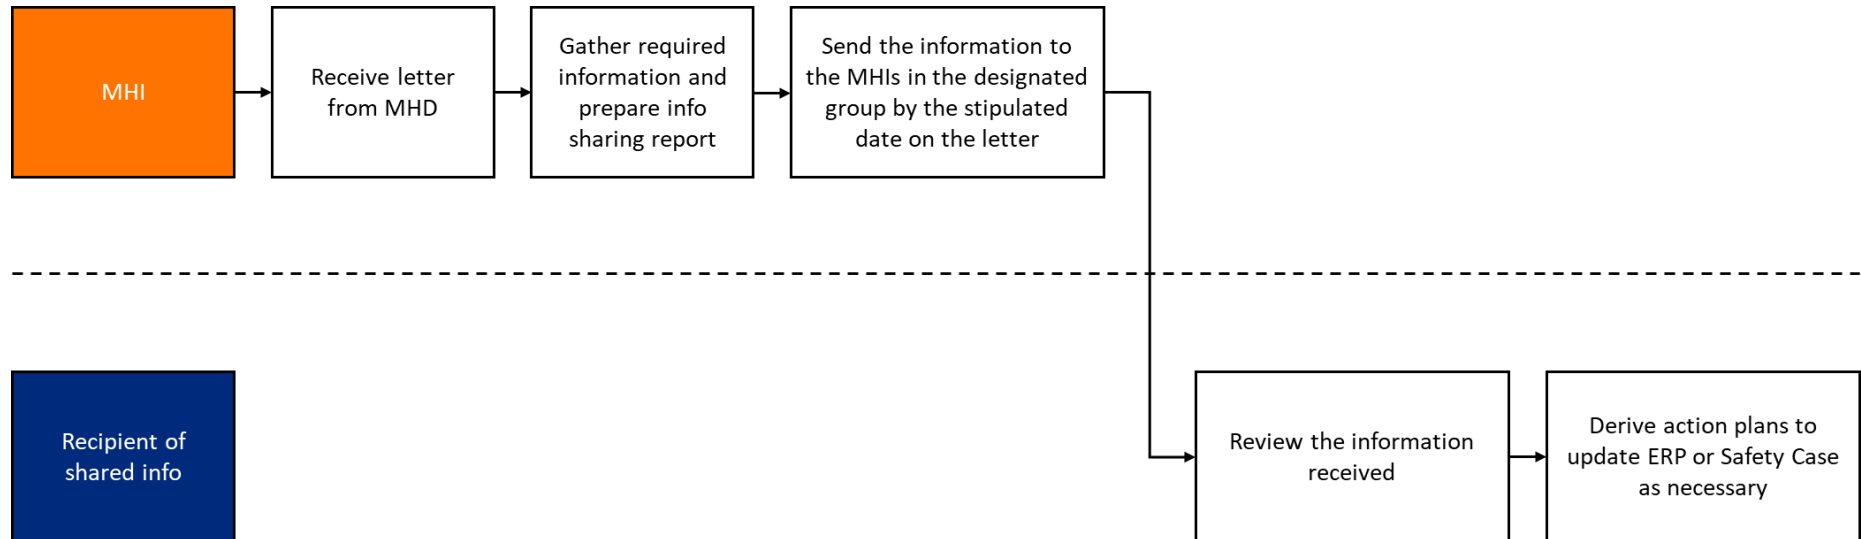 MHI
Receive letter
from MHD
Gather required
information and
prepare info
sharing report
Send the information to
the MHIs in the designated
group by the stipulated
date on the letter
Recipient of
shared info
Review the information
received
Derive action plans to
update ERP or Safety Case
as necessary